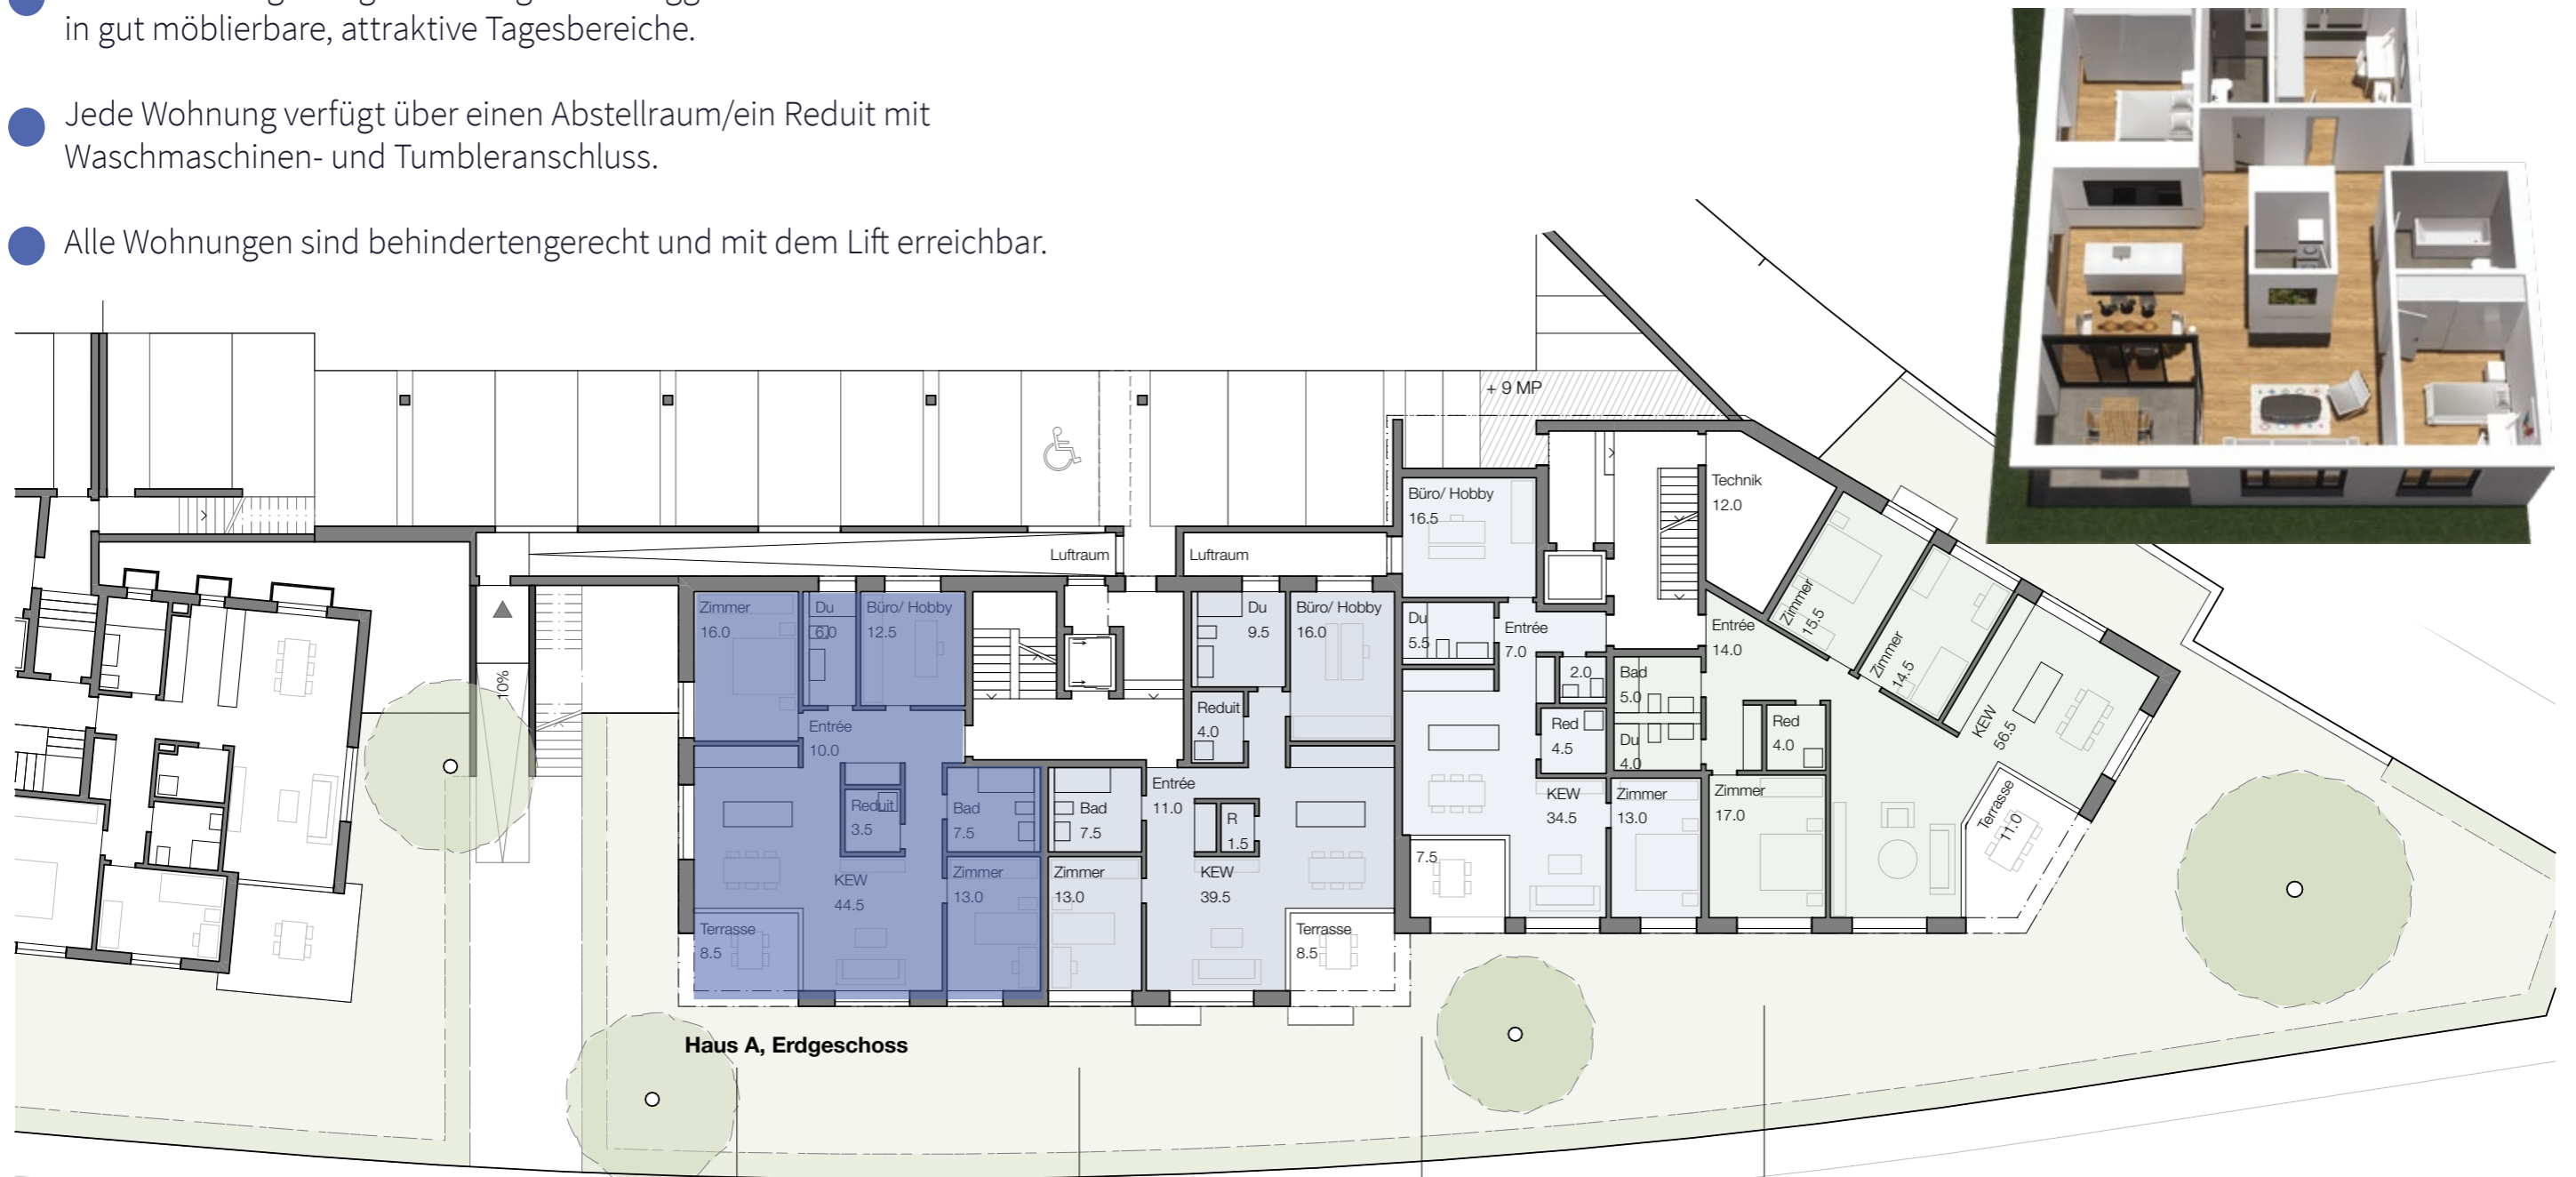 in gut möblierbare, attraktive Tagesbereiche.
Jede Wohnung verfügt über einen Abstellraum/ein Reduit mit
Waschmaschinen- und Tumbleranschluss.
Alle Wohnungen sind behindertengerecht und mit dem Lift erreichbar.
+ 9 MP
Technik
12.0
Büro/ Hobby
16.5
Luftraum
Luftraum
10%
Zimmer
16.0
Du
6.0
Büro/ Hobby
12.5
Entrée
10.0
Reduit
3.5
Bad
7.5
KEW
44.5
Zimmer
13.0
Terrasse
8.5
Du
9.5
Büro/ Hobby
16.0
Reduit
4.0
Bad
7.5
Entrée
11.0
R
1.5
Zimmer
13.0
KEW
39.5
Terrasse
8.5
Du
5.5
Entrée
7.0
2.0
Red
4.5
KEW
34.5
7.5
Zimmer
13.0
Bad
5.0
Du
4.0
Entrée
14.0
Red
4.0
Zimmer
17.0
Zimmer
15.5
Zimmer
14.5
KEW
56.5
Terrasse
11.0
Haus A, Erdgeschoss